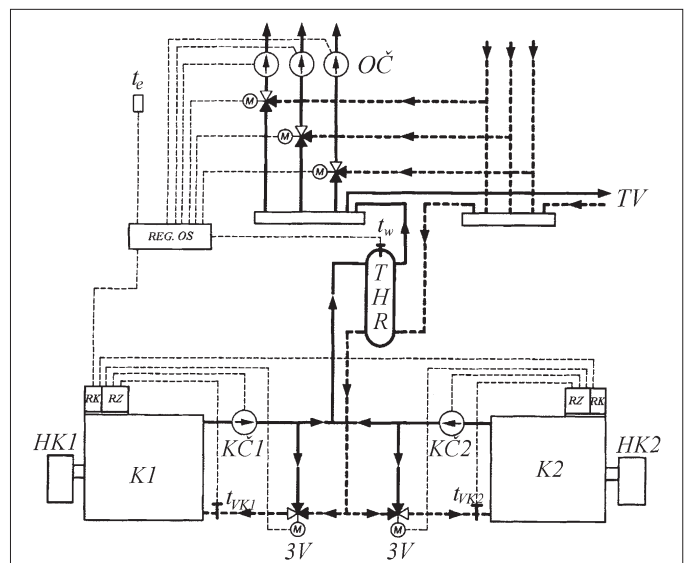 OČ
t_e
M
M
M
TV
REG. OS
t_w
THR
RK RZ
RZ RK
HK1
K1
KČ1
KČ2
K2
HK2
t_VK1
t_VK2
M
M
3V
3V